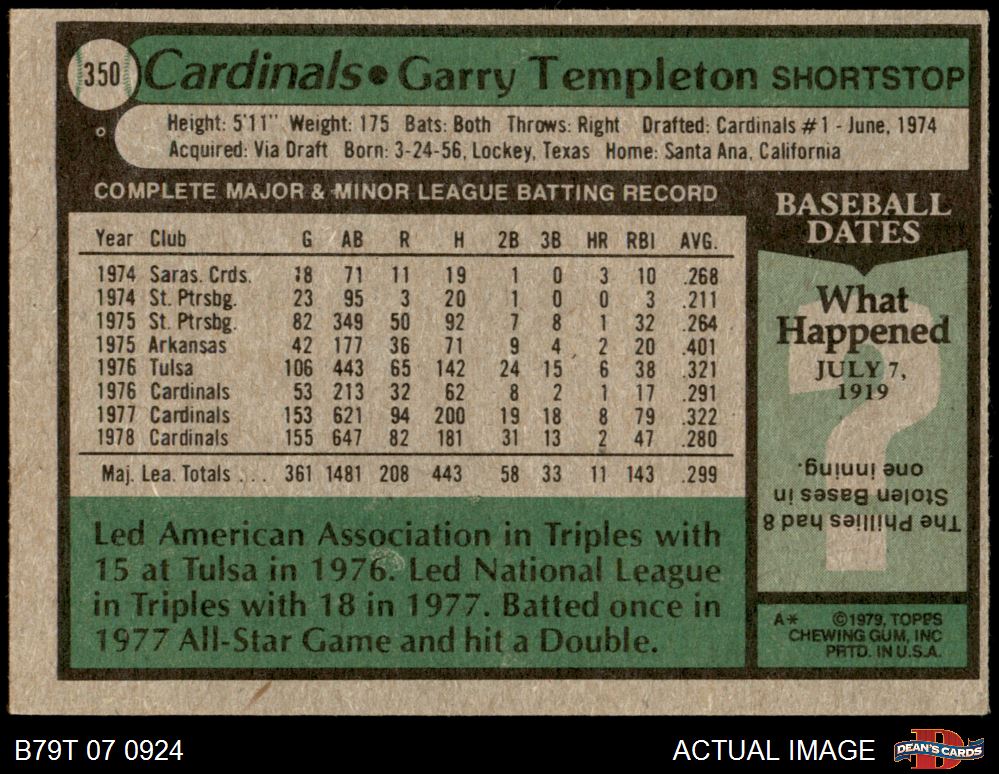 350 Cardinals • Garry Templeton SHORTSTOP
Height: 5'11" Weight: 175 Bats: Both Throws: Right Drafted: Cardinals #1 - June, 1974
Acquired: Via Draft Born: 3-24-56, Lockey, Texas Home: Santa Ana, California
COMPLETE MAJOR & MINOR LEAGUE BATTING RECORD
Year Club G AB R H 2B 3B HR RBI AVG.
1974 Saras. Crds. 18 71 11 19 1 0 3 10 .268
1974 St. Ptrsbg. 23 95 3 20 1 0 0 3 .211
1975 St. Ptrsbg. 82 349 50 92 7 8 1 32 .264
1975 Arkansas 42 177 36 71 9 4 2 20 .401
1976 Tulsa 106 443 65 142 24 15 6 38 .321
1976 Cardinals 53 213 32 62 8 2 1 17 .291
1977 Cardinals 153 621 94 200 19 18 8 79 .322
1978 Cardinals 155 647 82 181 31 13 2 47 .280
Maj. Lea. Totals ... 361 1481 208 443 58 33 11 143 .299
Led American Association in Triples with
15 at Tulsa in 1976. Led National League
in Triples with 18 in 1977. Batted once in
1977 All-Star Game and hit a Double.
BASEBALL
DATES
What
Happened
JULY 7,
1919
?
The Phillies had 8
Stolen Bases in
one inning.
A* ©1979, TOPPS
CHEWING GUM, INC
PRTD. IN U.S.A.
B79T 07 0924
ACTUAL IMAGE
DEAN'S CARDS